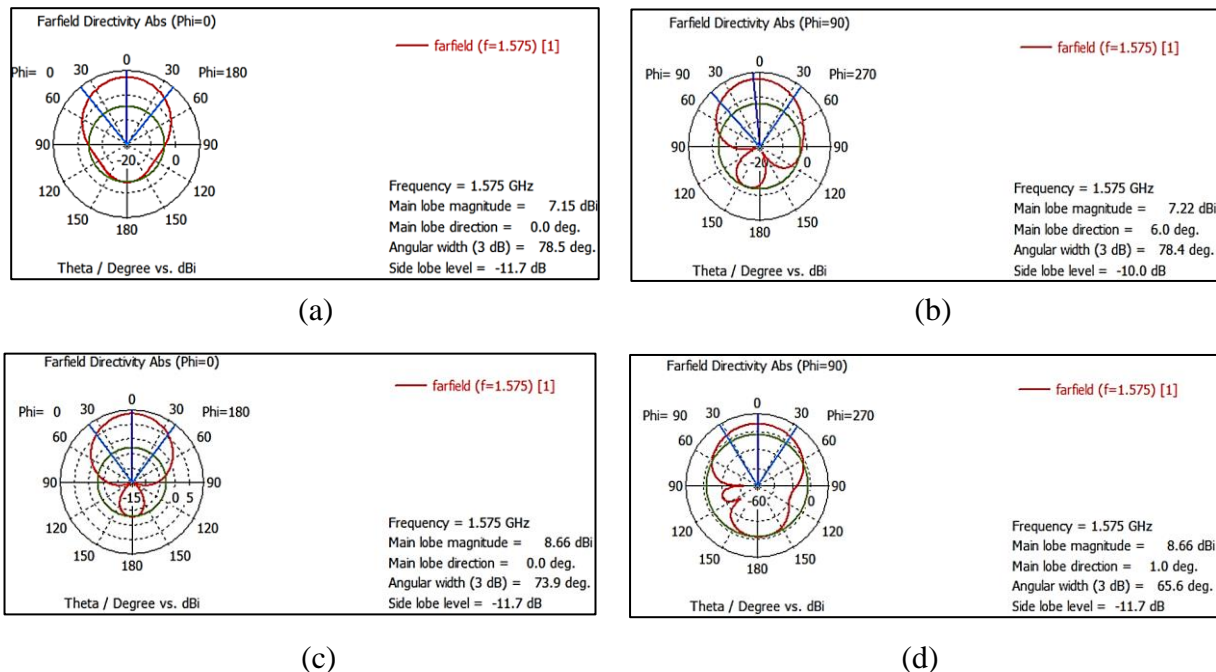 Farfield Directivity Abs (Phi=0)
farfield (f=1.575) [1]
Phi= 0 30 0 30 Phi=180
60 60
90 -20 0 90
120 120
150 180 150
Theta / Degree vs. dBi
Frequency = 1.575 GHz
Main lobe magnitude = 7.15 dBi
Main lobe direction = 0.0 deg.
Angular width (3 dB) = 78.5 deg.
Side lobe level = -11.7 dB
(a)
Farfield Directivity Abs (Phi=90)
farfield (f=1.575) [1]
Phi= 90 30 0 30 Phi=270
60 60
90 -20 0 90
120 120
150 180 150
Theta / Degree vs. dBi
Frequency = 1.575 GHz
Main lobe magnitude = 7.22 dBi
Main lobe direction = 6.0 deg.
Angular width (3 dB) = 78.4 deg.
Side lobe level = -10.0 dB
(b)
Farfield Directivity Abs (Phi=0)
farfield (f=1.575) [1]
Phi= 0 30 0 30 Phi=180
60 60
90 -15 0 5 90
120 120
150 180 150
Theta / Degree vs. dBi
Frequency = 1.575 GHz
Main lobe magnitude = 8.66 dBi
Main lobe direction = 0.0 deg.
Angular width (3 dB) = 73.9 deg.
Side lobe level = -11.7 dB
(c)
Farfield Directivity Abs (Phi=90)
farfield (f=1.575) [1]
Phi= 90 30 0 30 Phi=270
60 60
90 -60 0 90
120 120
150 180 150
Theta / Degree vs. dBi
Frequency = 1.575 GHz
Main lobe magnitude = 8.66 dBi
Main lobe direction = 1.0 deg.
Angular width (3 dB) = 65.6 deg.
Side lobe level = -11.7 dB
(d)